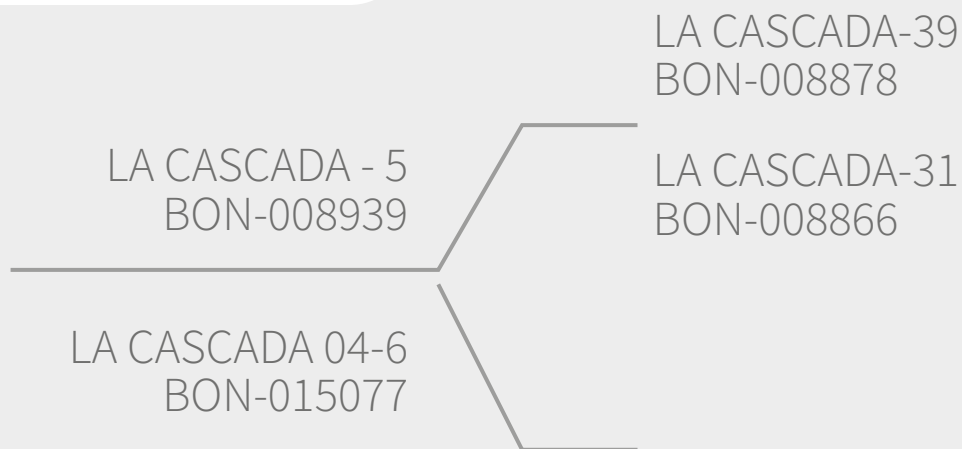 LA CASCADA-39
BON-008878
LA CASCADA - 5
BON-008939
LA CASCADA-31
BON-008866
LA CASCADA 04-6
BON-015077